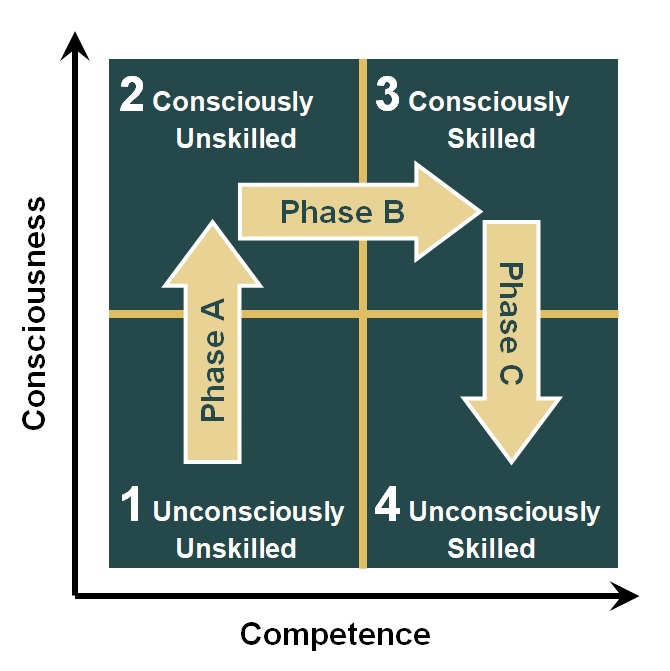 2 Consciously
Unskilled
3 Consciously
Skilled
Phase B
Phase A
Phase C
1 Unconsciously
Unskilled
4 Unconsciously
Skilled
Consciousness
Competence